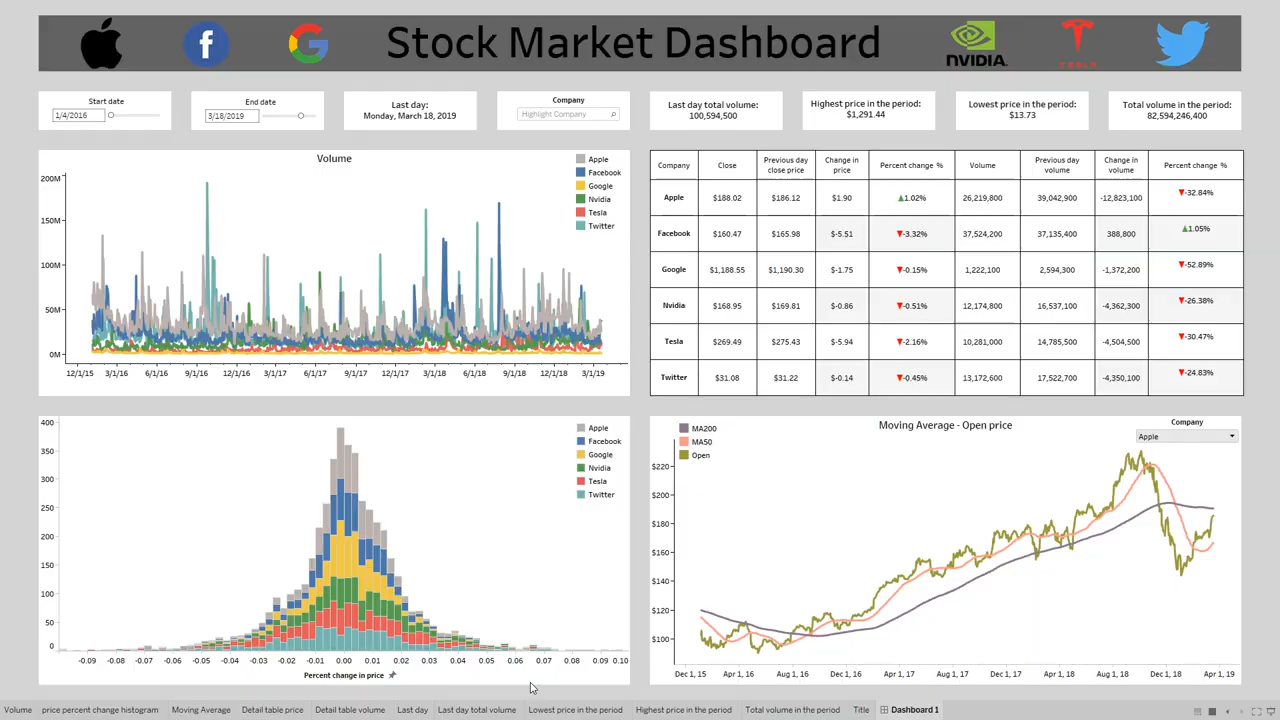 Stock Market Dashboard
NVIDIA.
TESLA
Start date
1/4/2016
End date
3/18/2019
Last day:
Monday, March 18, 2019
Company
Highlight Company
Last day total volume:
100,594,500
Highest price in the period:
$1,291.44
Lowest price in the period:
$13.73
Total volume in the period:
82,594,246,400
Volume
200M
150M
100M
50M
0M
12/1/15 3/1/16 6/1/16 9/1/16 12/1/16 3/1/17 6/1/17 9/1/17 12/1/17 3/1/18 6/1/18 9/1/18 12/1/18 3/1/19
Apple
Facebook
Google
Nvidia
Tesla
Twitter
Company Close Previous day close price Change in price Percent change % Volume Previous day volume Change in volume Percent change %
Apple $188.02 $186.12 $1.90 ▲1.02% 26,219,800 39,042,900 -12,823,100 ▼-32.84%
Facebook $160.47 $165.98 $-5.51 ▼-3.32% 37,524,200 37,135,400 388,800 ▲1.05%
Google $1,188.55 $1,190.30 $-1.75 ▼-0.15% 1,222,100 2,594,300 -1,372,200 ▼-52.89%
Nvidia $168.95 $169.81 $-0.86 ▼-0.51% 12,174,800 16,537,100 -4,362,300 ▼-26.38%
Tesla $269.49 $275.43 $-5.94 ▼-2.16% 10,281,000 14,785,500 -4,504,500 ▼-30.47%
Twitter $31.08 $31.22 $-0.14 ▼-0.45% 13,172,600 17,522,700 -4,350,100 ▼-24.83%
400
350
300
250
200
150
100
50
0
-0.09 -0.08 -0.07 -0.06 -0.05 -0.04 -0.03 -0.02 -0.01 0.00 0.01 0.02 0.03 0.04 0.05 0.06 0.07 0.08 0.09 0.10
Percent change in price
Apple
Facebook
Google
Nvidia
Tesla
Twitter
MA200
MA50
Open
Moving Average - Open price
Company
Apple
$220
$200
$180
$160
$140
$120
$100
Dec 1, 15 Apr 1, 16 Aug 1, 16 Dec 1, 16 Apr 1, 17 Aug 1, 17 Dec 1, 17 Apr 1, 18 Aug 1, 18 Dec 1, 18 Apr 1, 19
Volume price percent change histogram Moving Average Detail table price Detail table volume Last day Last day total volume Lowest price in the period Highest price in the period Total volume in the period Title Dashboard 1